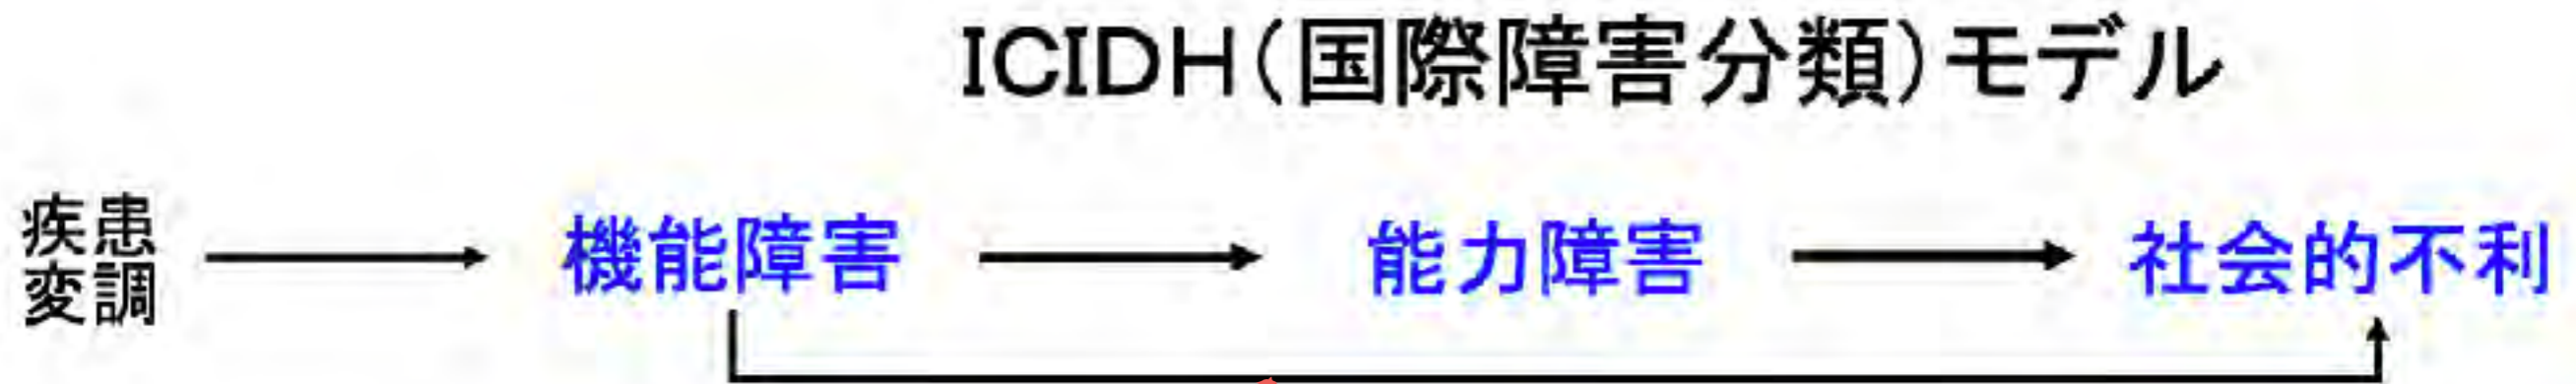 ICIDH(国際障害分類)モデル
疾患
変調
機能障害
能力障害
社会的不利